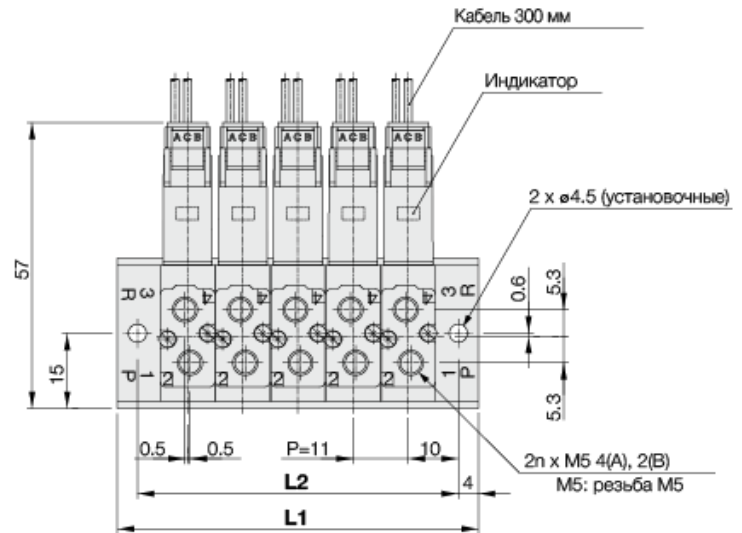 Кабель 300 мм
Индикатор
A C B A C B A C B A C B A C B
2 x ø4.5 (установочные)
57
3 R
4 4 4 4 4
3 R
0.6
5.3
15
1 P
2 2 2 2 2
1 P
5.3
0.5 0.5
P=11
10
2n x M5 4(A), 2(B)
M5: резьба M5
L2
4
L1